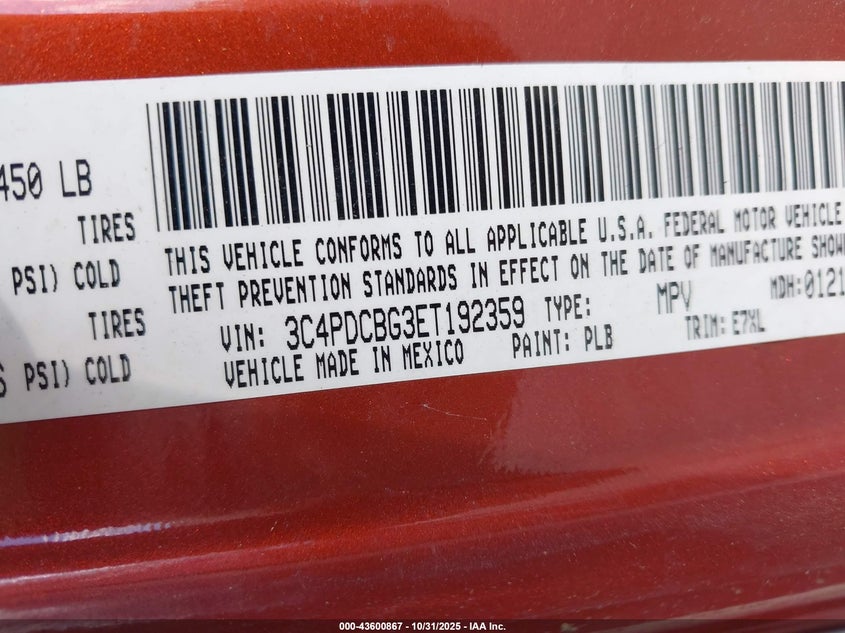 450 LB
TIRES
PSI) COLD
TIRES
PSI) COLD
THIS VEHICLE CONFORMS TO ALL APPLICABLE U.S.A. FEDERAL MOTOR VEHICLE
THEFT PREVENTION STANDARDS IN EFFECT ON THE DATE OF MANUFACTURE SHOWN
VIN: 3C4PDCBG3ET192359 TYPE: MPV MDH:0121
VEHICLE MADE IN MEXICO PAINT: PLB TRIM: E7XL
000-43600867 - 10/31/2025 - IAA Inc.